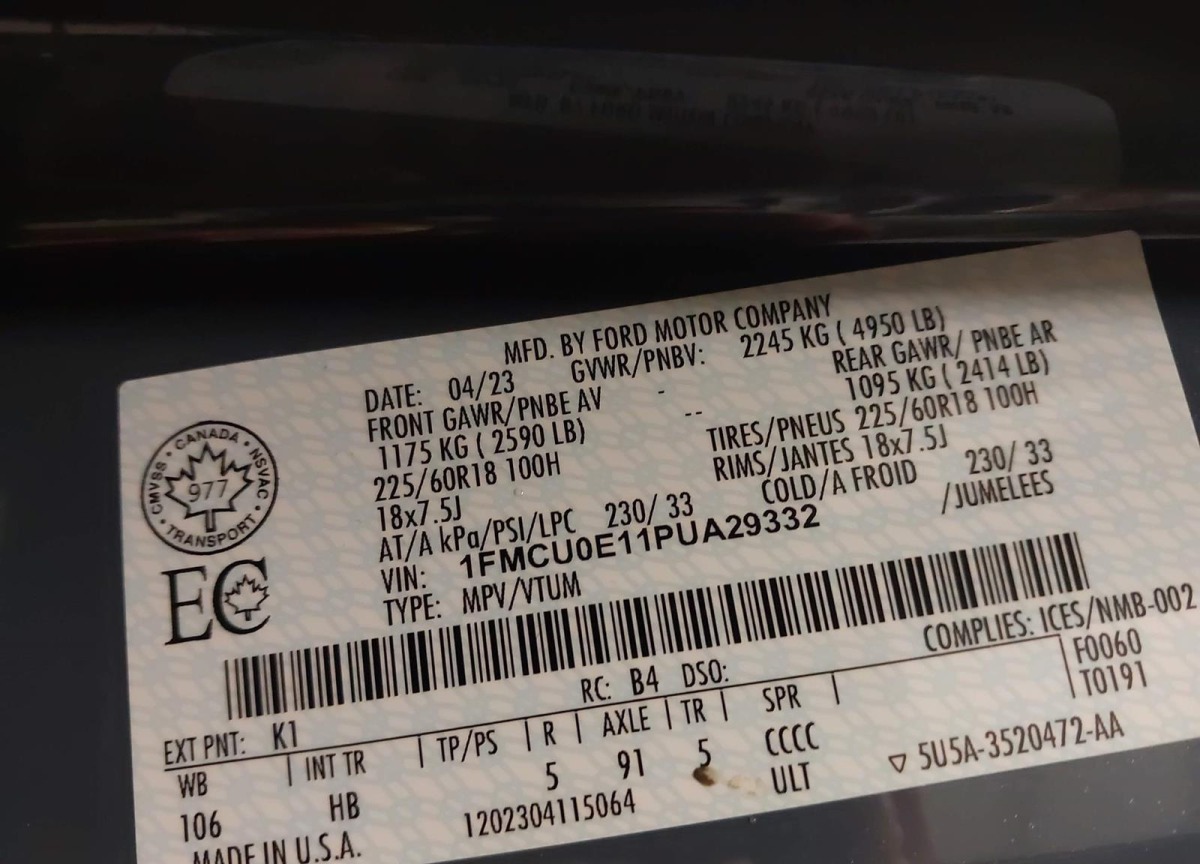 MFD. BY FORD MOTOR COMPANY
DATE: 04/23 GVWR/PNBV: 2245 KG ( 4950 LB)
FRONT GAWR/PNBE AV - REAR GAWR/ PNBE AR
1175 KG ( 2590 LB) -- 1095 KG ( 2414 LB)
225/60R18 100H TIRES/PNEUS 225/60R18 100H
18x7.5J RIMS/JANTES 18x7.5J
AT/A kPa/PSI/LPC 230/ 33 COLD/A FROID 230/ 33
VIN: 1FMCU0E11PUA29332 /JUMELEES
TYPE: MPV/VTUM
CANADA • NSVAC • TRANSPORT • CMVSS •
977
EC
COMPLIES: ICES/NMB-002
EXT PNT: K1 RC: B4 DSO: F0060
WB | INT TR | TP/PS | R | AXLE | TR | SPR | T0191
106 HB 5 91 5 CCCC
MADE IN U.S.A. 1202304115064 ULT ▽ 5U5A-3520472-AA